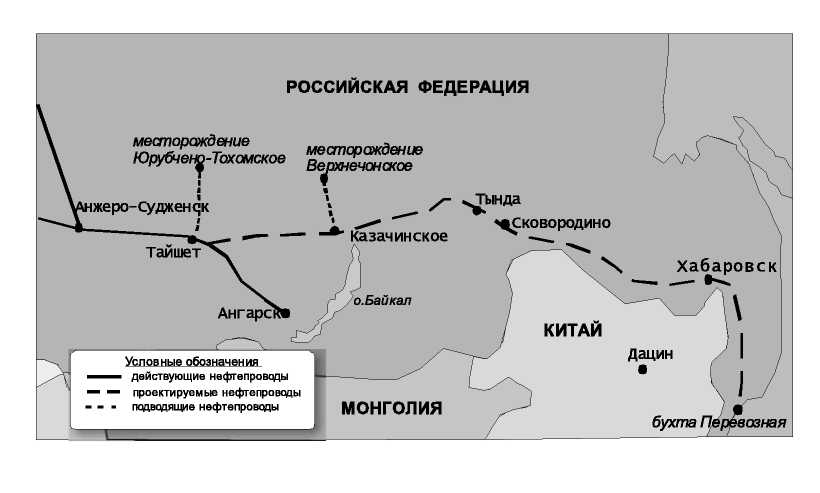 РОССИЙСКАЯ ФЕДЕРАЦИЯ
месторождение
Юрубчено-Тохомское
месторождение
Верхнечонское
Анжеро-Судженск
Тайшет
Казачинское
Тында
Сковородино
Хабаровск
Ангарск
о.Байкал
КИТАЙ
Дацин
МОНГОЛИЯ
бухта Перевозная
Условные обозначения
действующие нефтепроводы
проектируемые нефтепроводы
подводящие нефтепроводы